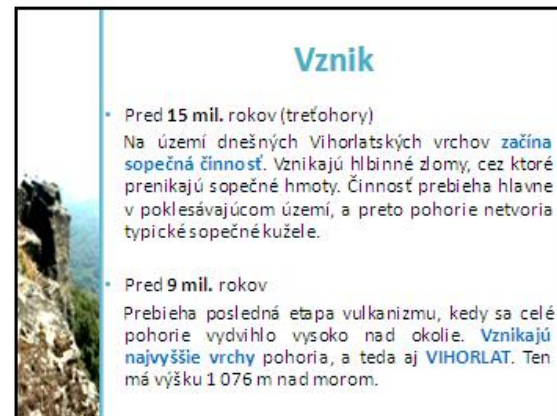 Vznik
Pred 15 mil. rokov (treťohory)
Na území dnešných Vihorlatských vrchov začína
sopečná činnosť. Vznikajú hlbinné zlomy, cez ktoré
prenikajú sopečné hmoty. Činnosť prebieha hlavne
v poklesávajúcom území, a preto pohorie netvoria
typické sopečné kužele.
Pred 9 mil. rokov
Prebieha posledná etapa vulkanizmu, kedy sa celé
pohorie vydvihlo vysoko nad okolie. Vznikajú
najvyššie vrchy pohoria, a teda aj VIHORLAT. Ten
má výšku 1 076 m nad morom.